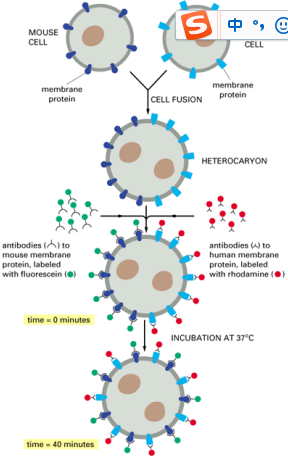 MOUSE
CELL
S 中
CELL
membrane
protein
membrane
protein
CELL FUSION
HETEROCARYON
antibodies ( ) to
mouse membrane
protein, labeled
with fluorescein ( )
antibodies ( ) to
human membrane
protein, labeled
with rhodamine ( )
time = 0 minutes
INCUBATION AT 37°C
time = 40 minutes